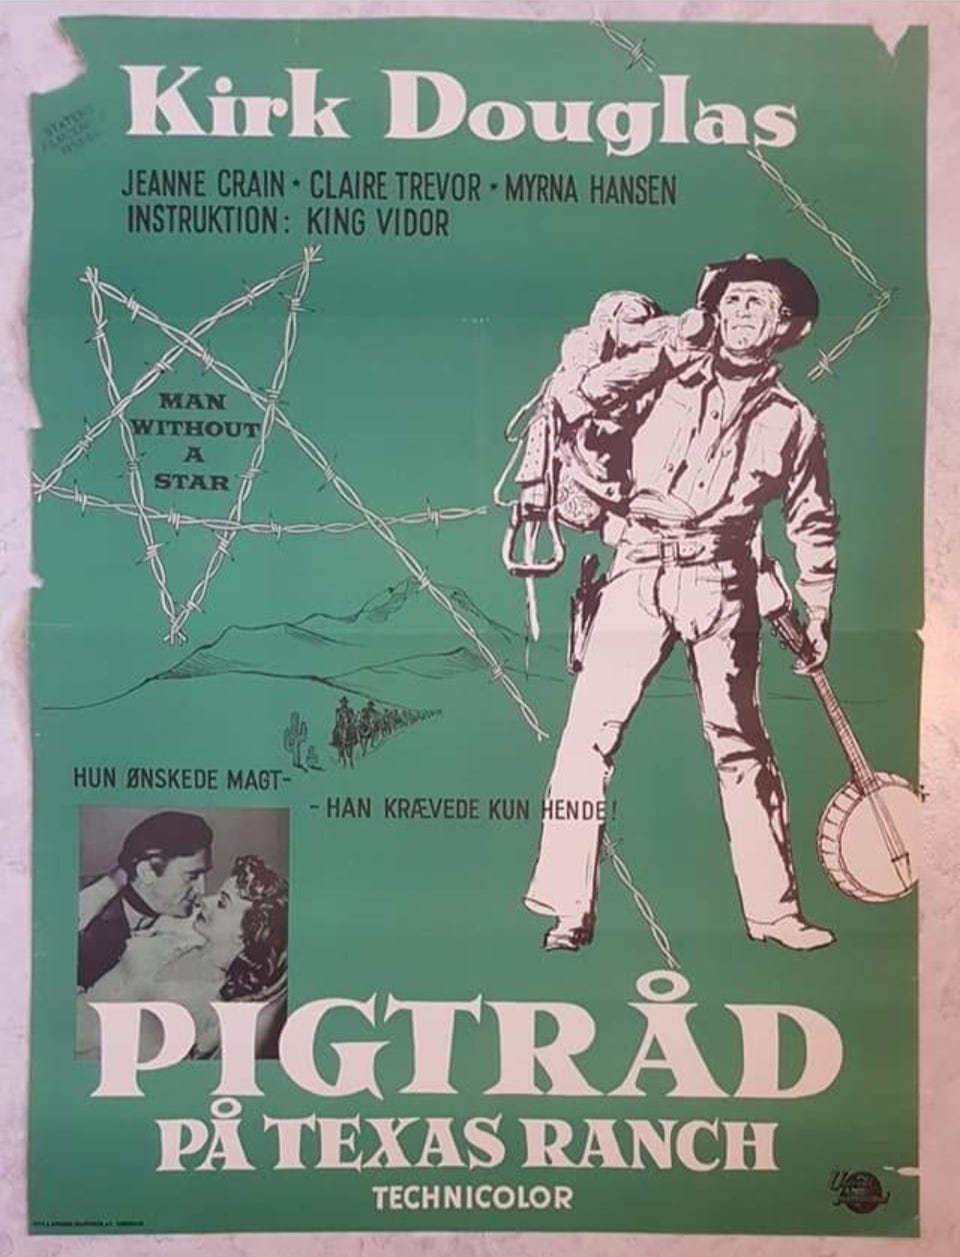 Kirk Douglas
JEANNE CRAIN • CLAIRE TREVOR • MYRNA HANSEN
INSTRUKTION: KING VIDOR
MAN
WITHOUT
A
STAR
HUN ØNSKEDE MAGT-
- HAN KRÆVEDE KUN HENDE!
PIGTRÅD
PÅ TEXAS RANCH
TECHNICOLOR